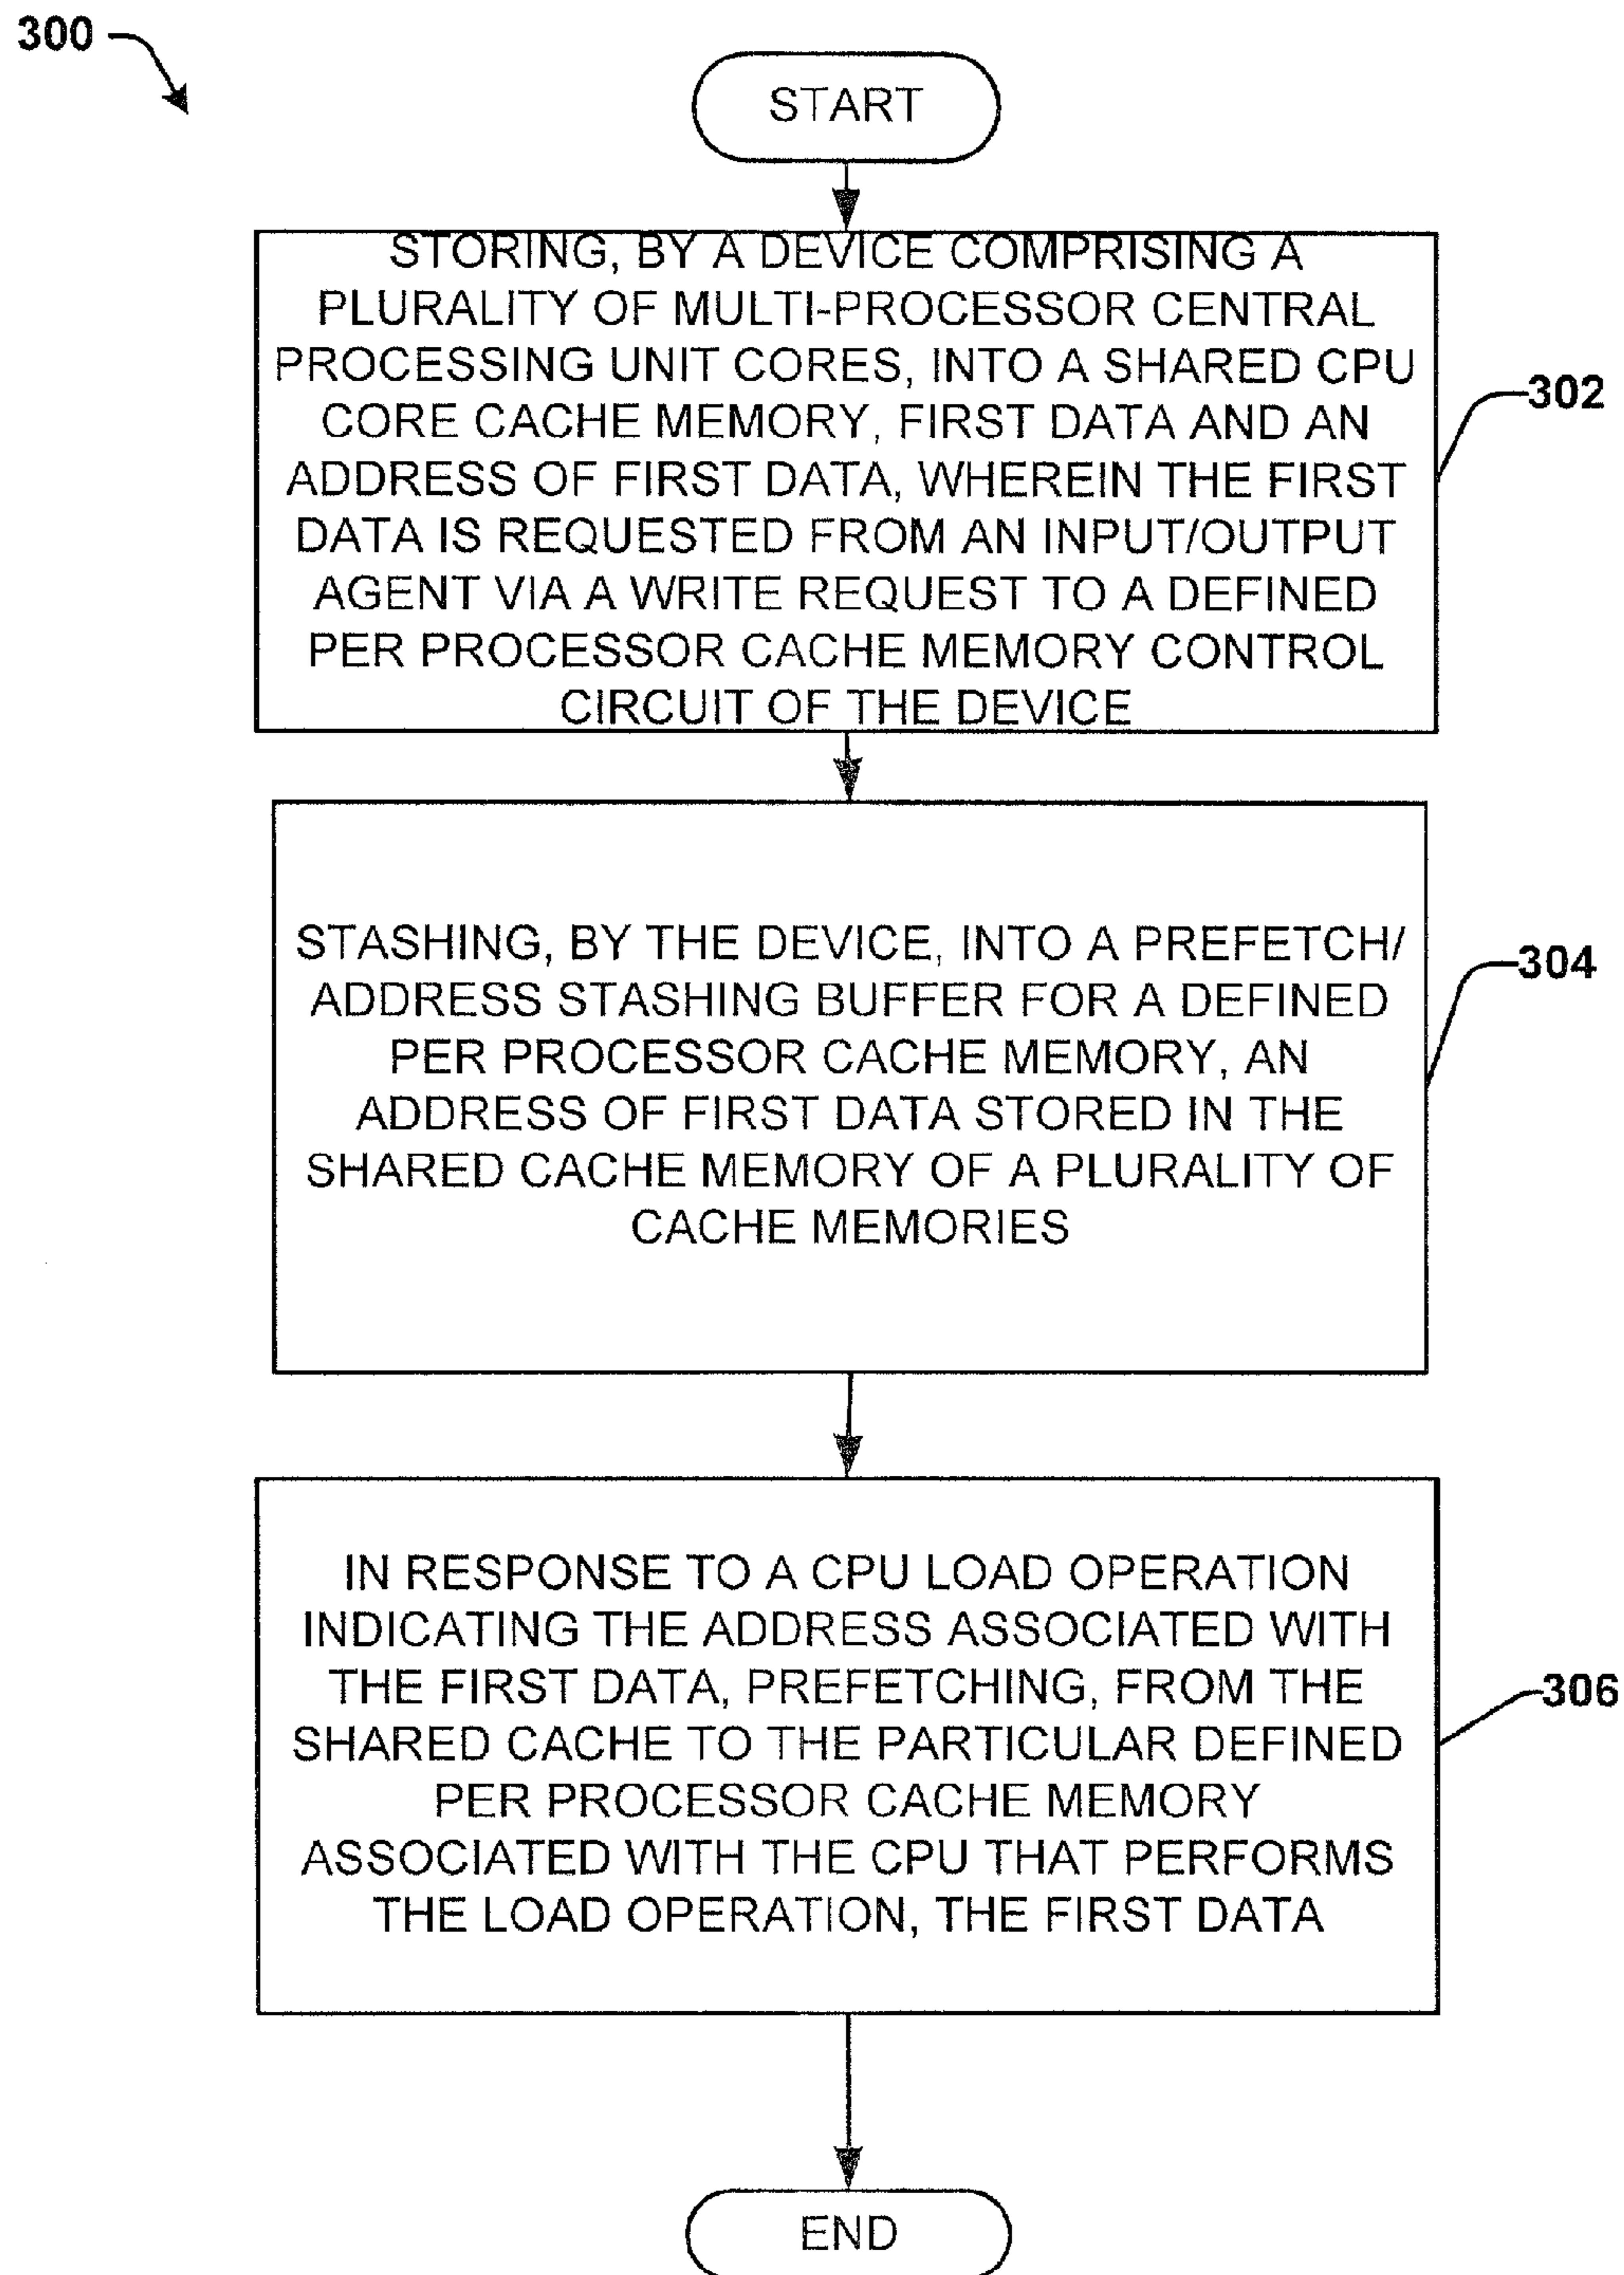 300
START
STORING, BY A DEVICE COMPRISING A
PLURALITY OF MULTI-PROCESSOR CENTRAL
PROCESSING UNIT CORES, INTO A SHARED CPU
CORE CACHE MEMORY, FIRST DATA AND AN
ADDRESS OF FIRST DATA, WHEREIN THE FIRST
DATA IS REQUESTED FROM AN INPUT/OUTPUT
AGENT VIA A WRITE REQUEST TO A DEFINED
PER PROCESSOR CACHE MEMORY CONTROL
CIRCUIT OF THE DEVICE
302
STASHING, BY THE DEVICE, INTO A PREFETCH/
ADDRESS STASHING BUFFER FOR A DEFINED
PER PROCESSOR CACHE MEMORY, AN
ADDRESS OF FIRST DATA STORED IN THE
SHARED CACHE MEMORY OF A PLURALITY OF
CACHE MEMORIES
304
IN RESPONSE TO A CPU LOAD OPERATION
INDICATING THE ADDRESS ASSOCIATED WITH
THE FIRST DATA, PREFETCHING, FROM THE
SHARED CACHE TO THE PARTICULAR DEFINED
PER PROCESSOR CACHE MEMORY
ASSOCIATED WITH THE CPU THAT PERFORMS
THE LOAD OPERATION, THE FIRST DATA
306
END